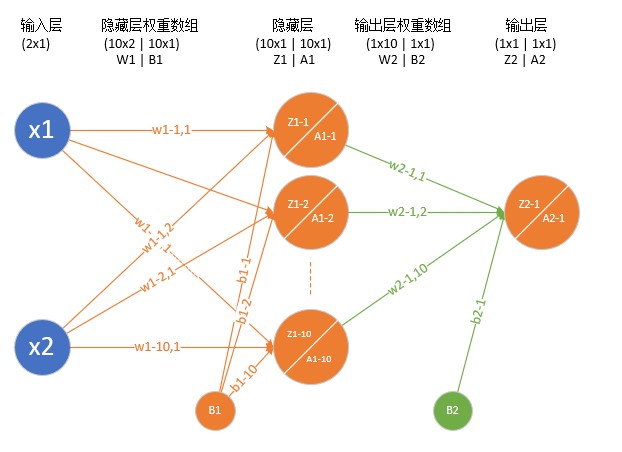 输入层
(2x1)
隐藏层权重数组
(10x2 | 10x1)
W1 | B1
隐藏层
(10x1 | 10x1)
Z1 | A1
输出层权重数组
(1x10 | 1x1)
W2 | B2
输出层
(1x1 | 1x1)
Z2 | A2
x1
w1-1,1
Z1-1
A1-1
w2-1,1
Z1-2
A1-2
w2-1,2
Z2-1
A2-1
w1-1,2
w1-2,1
b1-1
b1-2
w2-1,10
b2-1
x2
w1-10,1
Z1-10
A1-10
b1-10
B1
B2